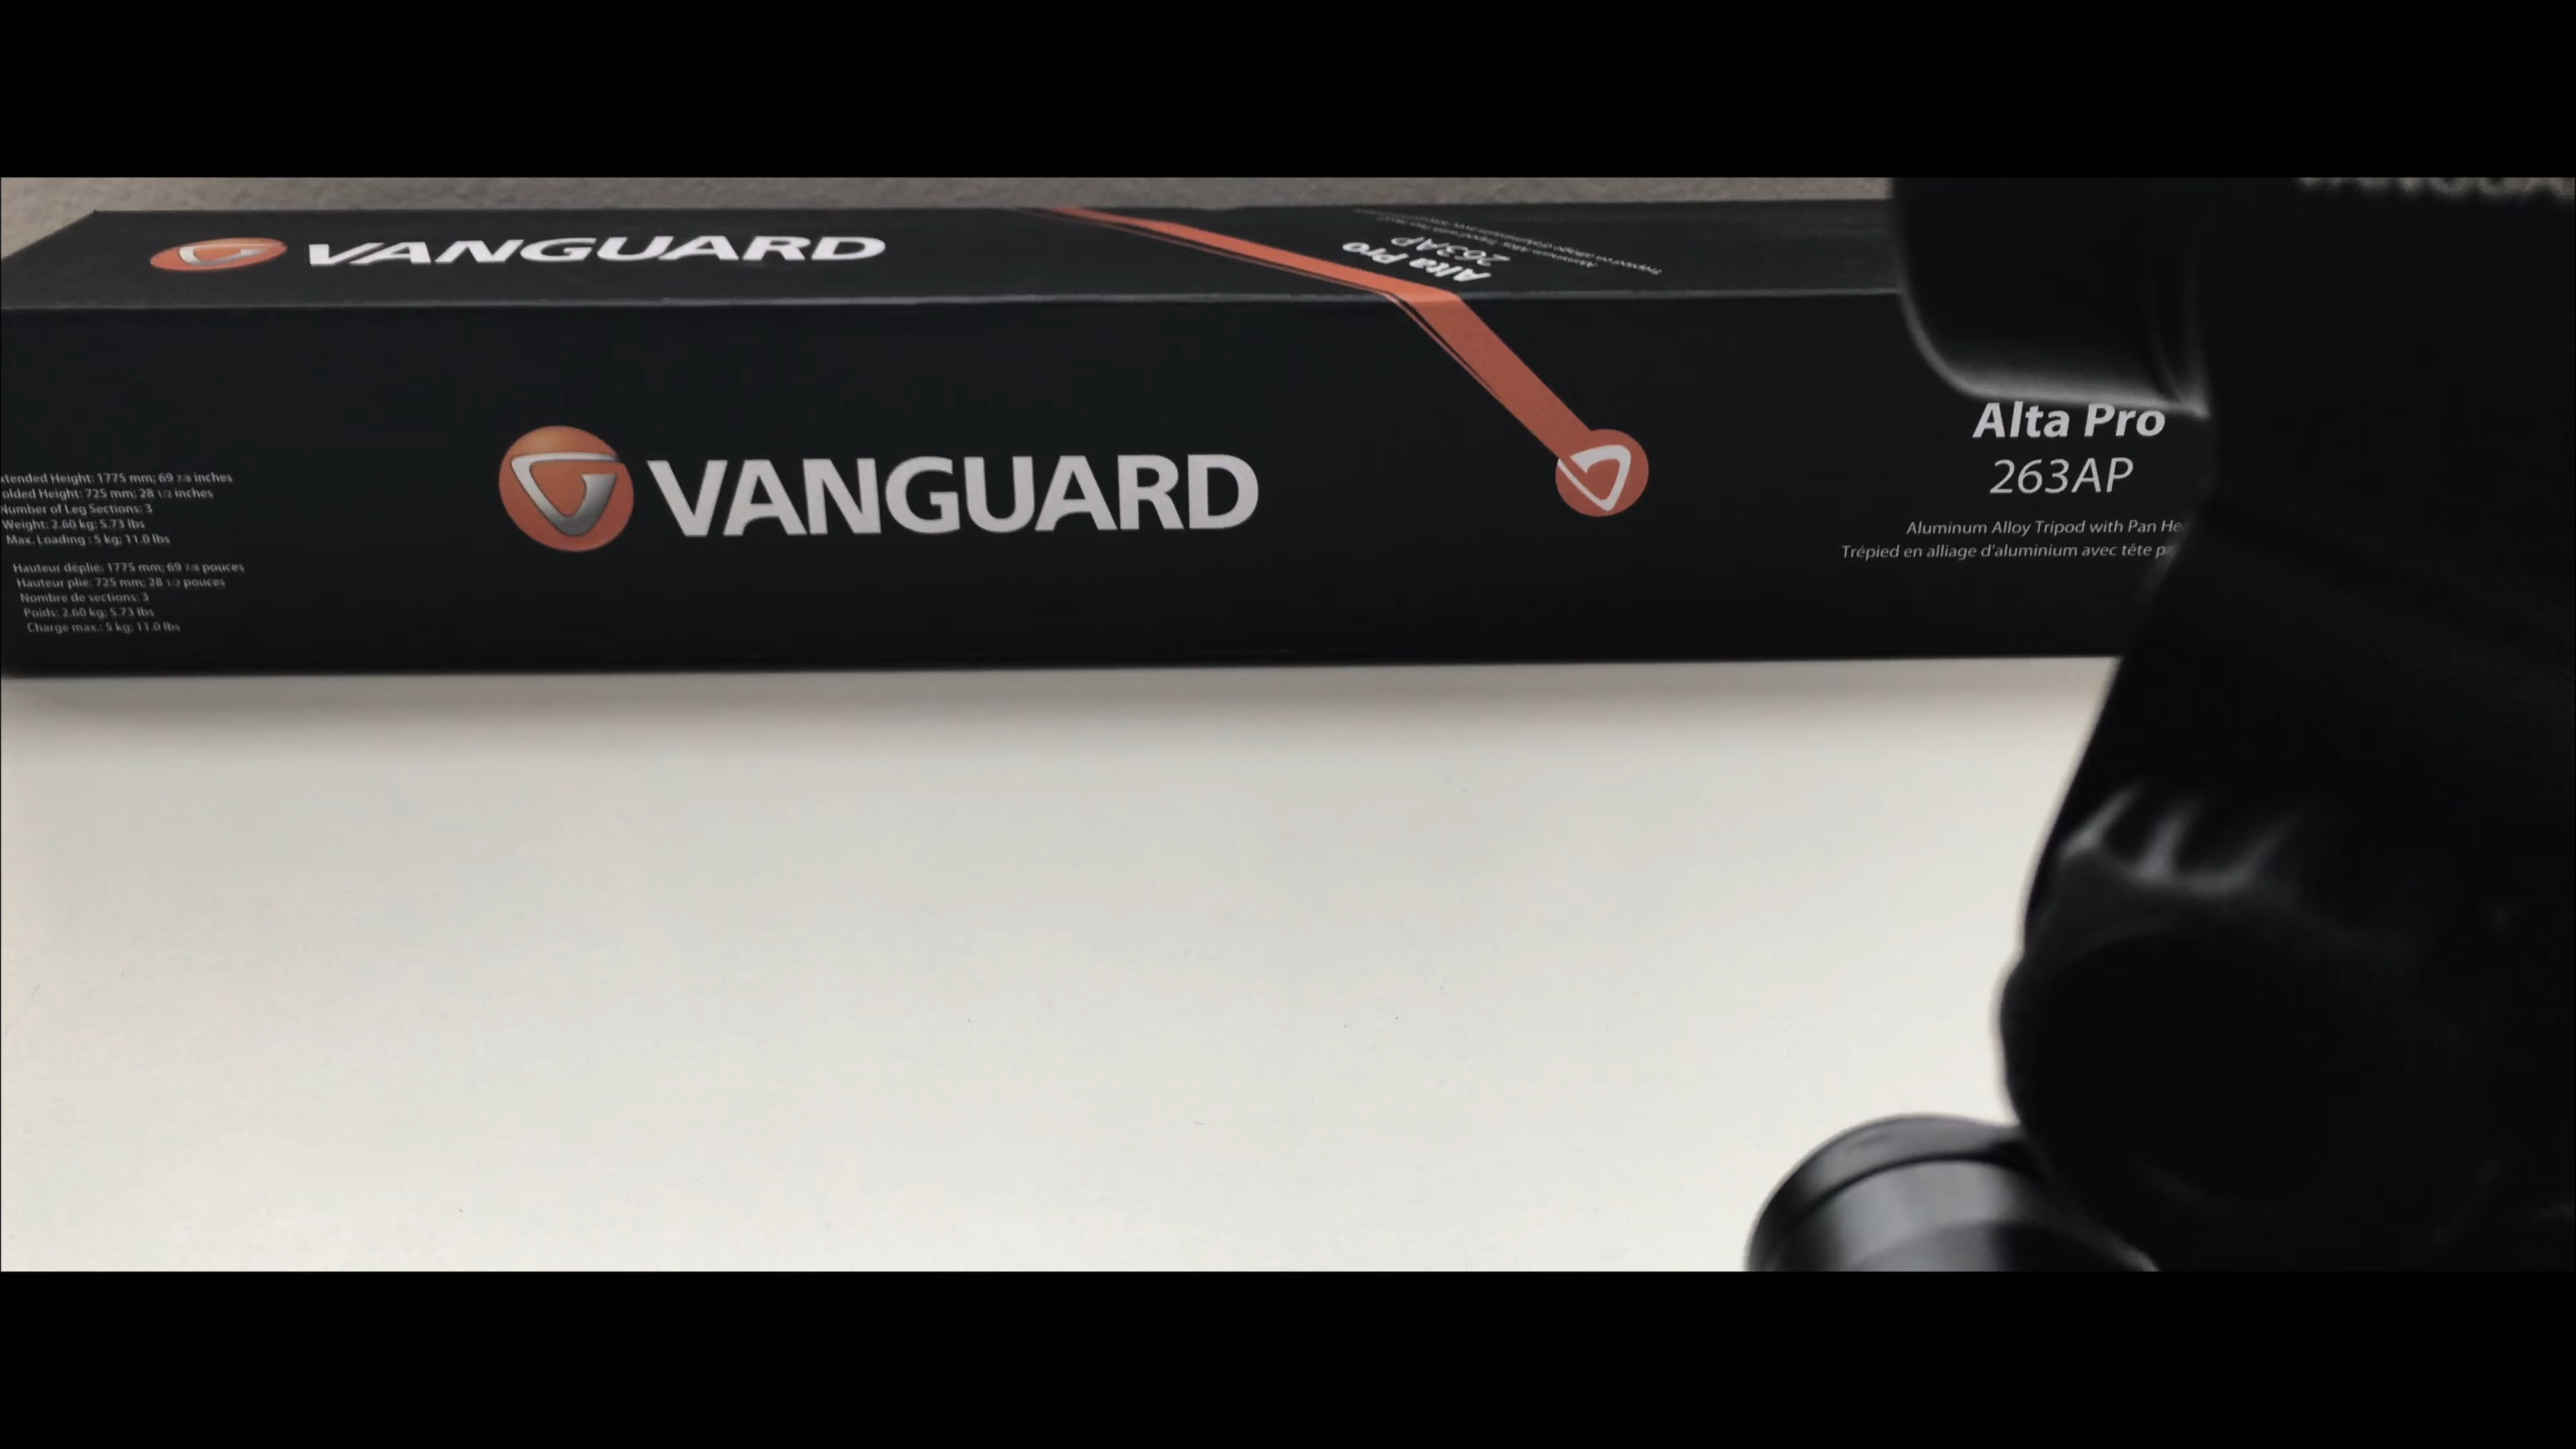 VANGUARD
Alta Pro
263AP
VANGUARD
Alta Pro
263AP
Aluminum Alloy Tripod with Pan He
Trépied en alliage d'aluminium avec tête pa
xtended Height: 1775 mm; 69 7/8 inches
olded Height: 725 mm; 28 1/2 inches
Number of Leg Sections: 3
Weight: 2.60 kg; 5.73 lbs
Max. Loading : 5 kg; 11.0 lbs
Hauteur déplié: 1775 mm; 69 7/8 pouces
Hauteur plié: 725 mm; 28 1/2 pouces
Nombre de sections: 3
Poids: 2.60 kg; 5.73 lbs
Charge max.: 5 kg; 11.0 lbs